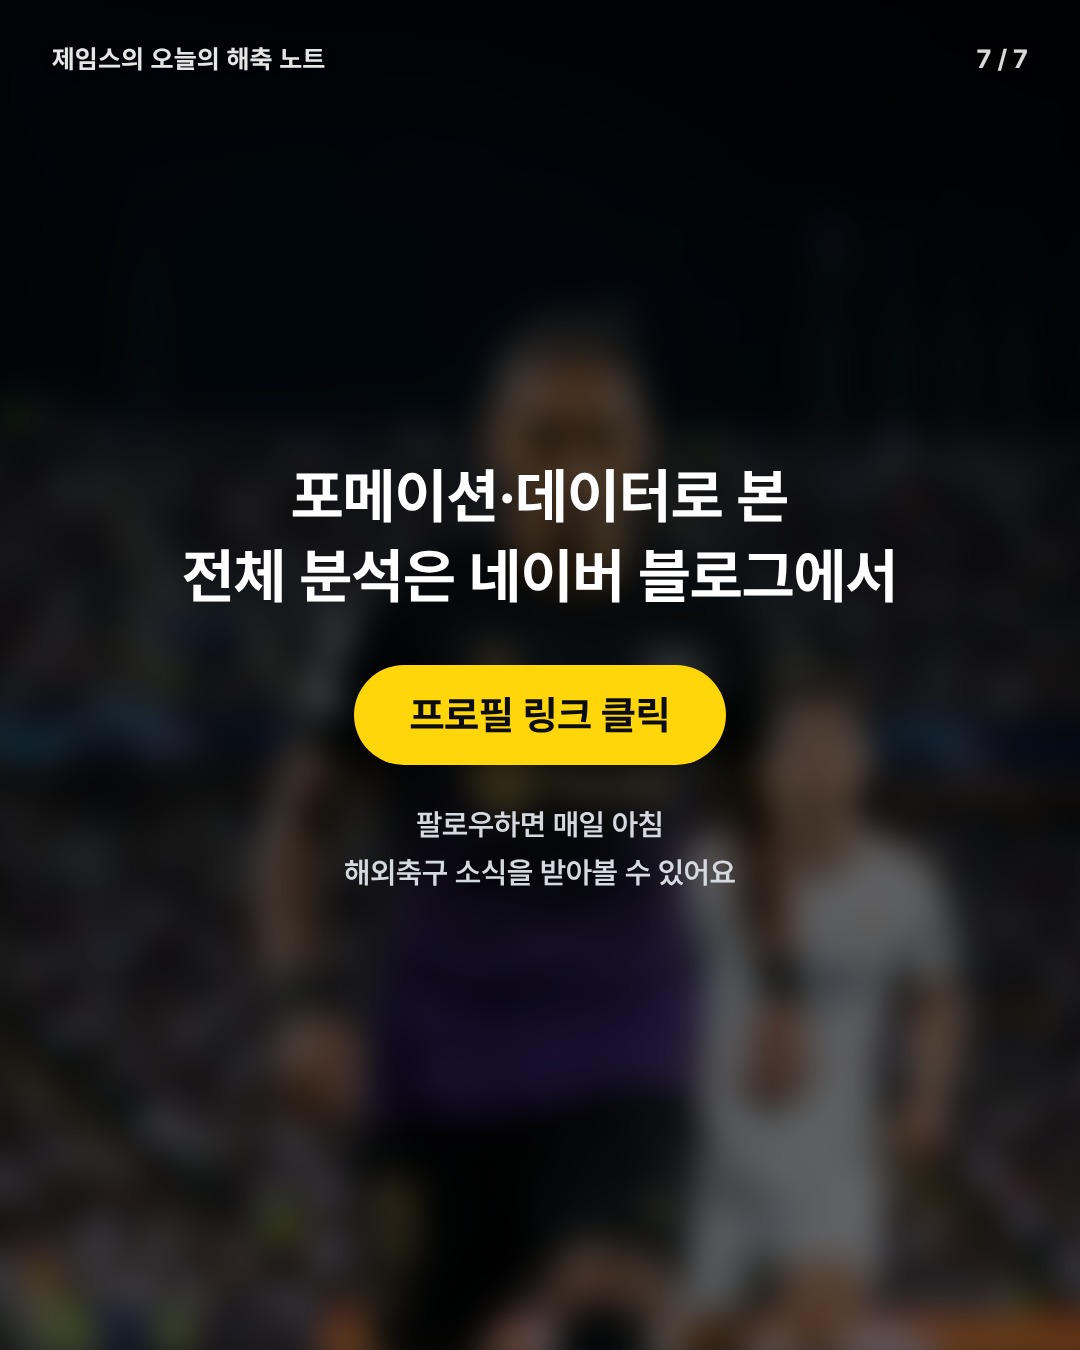 제임스의 오늘의 해축 노트
7 / 7
포메이션·데이터로 본
전체 분석은 네이버 블로그에서
프로필 링크 클릭
팔로우하면 매일 아침
해외축구 소식을 받아볼 수 있어요